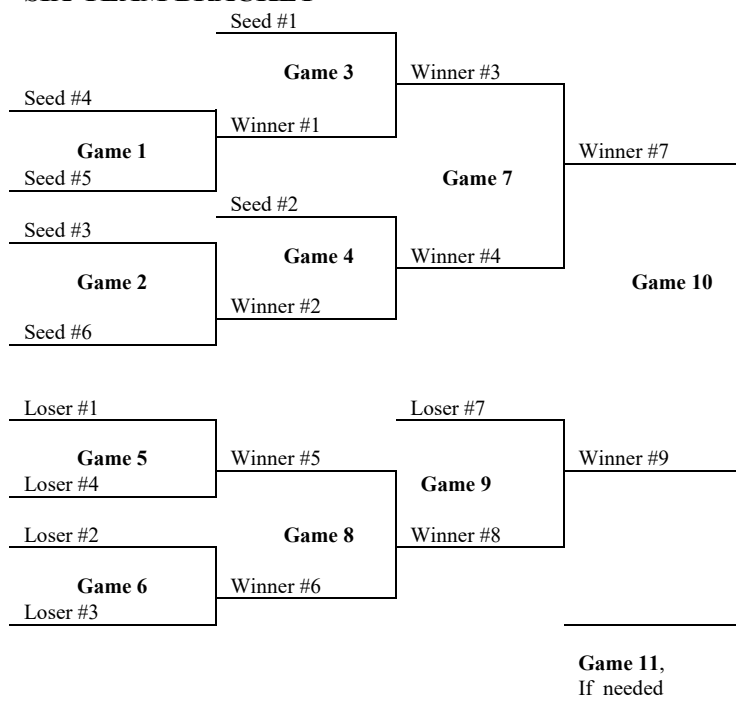 Seed #1
Game 3
Winner #3
Seed #4
Winner #1
Game 1
Winner #7
Seed #5
Game 7
Seed #2
Seed #3
Game 4
Winner #4
Game 2
Game 10
Winner #2
Seed #6
Loser #1
Loser #7
Game 5
Winner #5
Winner #9
Loser #4
Game 9
Loser #2
Game 8
Winner #8
Game 6
Winner #6
Loser #3
Game 11,
If needed